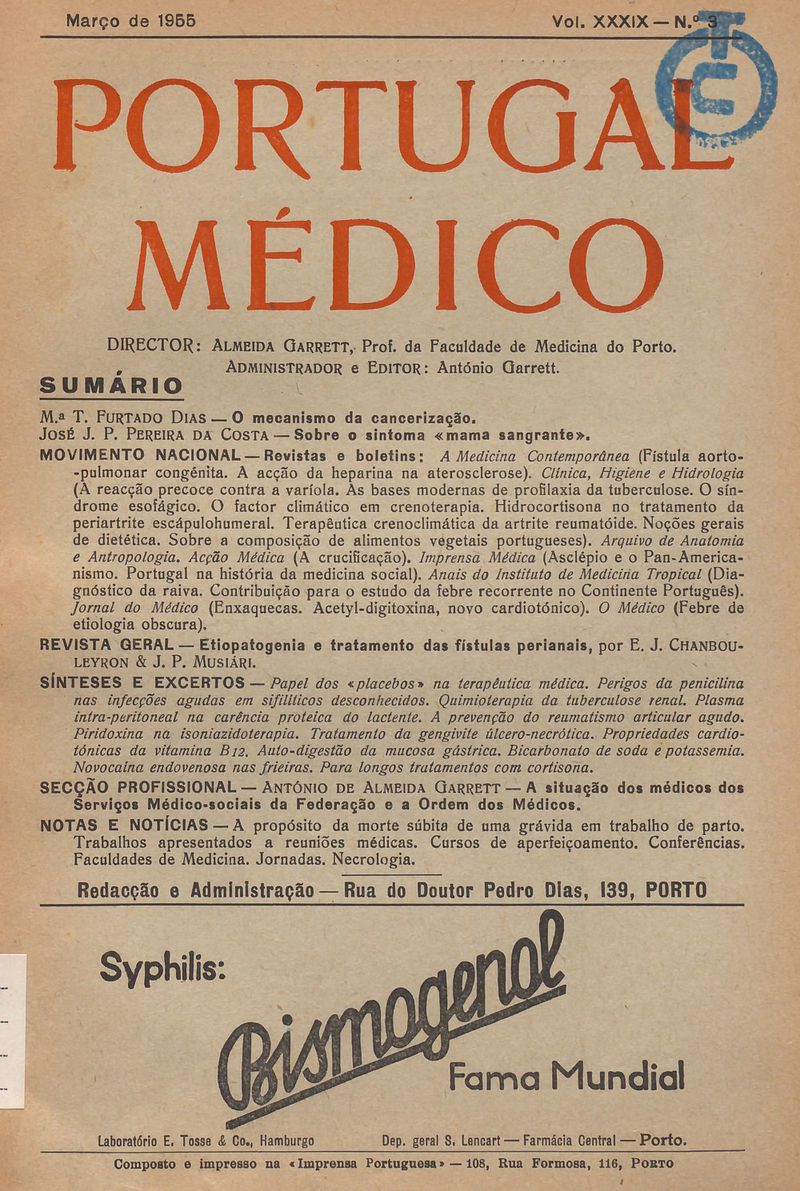 Março de 1955 Vol. XXXIX — N.º 3
TC
PORTUGAL
MÉDICO
DIRECTOR: ALMEIDA GARRETT, Prof. da Faculdade de Medicina do Porto.
ADMINISTRADOR e EDITOR: António Garrett.
SUMÁRIO
M.ª T. FURTADO DIAS — O mecanismo da cancerização.
JOSÉ J. P. PEREIRA DA COSTA — Sobre o sintoma «mama sangrante».
MOVIMENTO NACIONAL — Revistas e boletins: A Medicina Contemporânea (Fístula aorto-
-pulmonar congénita. A acção da heparina na aterosclerose). Clínica, Higiene e Hidrologia
(A reacção precoce contra a varíola. As bases modernas de profilaxia da tuberculose. O sín-
drome esofágico. O factor climático em crenoterapia. Hidrocortisona no tratamento da
periartrite escápulohumeral. Terapêutica crenoclimática da artrite reumatóide. Noções gerais
de dietética. Sobre a composição de alimentos végetais portugueses). Arquivo de Anatomia
e Antropologia. Acção Médica (A crucificação). Imprensa Médica (Asclépio e o Pan-America-
nismo. Portugal na história da medicina social). Anais do Instituto de Medicina Tropical (Dia-
gnóstico da raiva. Contribuição para o estudo da febre recorrente no Continente Português).
Jornal do Médico (Enxaquecas. Acetyl-digitoxina, novo cardiotónico). O Médico (Febre de
etiologia obscura).
REVISTA GERAL — Etiopatogenia e tratamento das fístulas perianais, por E. J. CHANBOU-
LEYRON & J. P. MUSIÁRI.
SÍNTESES E EXCERTOS — Papel dos «placebos» na terapêutica médica. Perigos da penicilina
nas infecções agudas em sifilíticos desconhecidos. Quimioterapia da tuberculose renal. Plasma
intra-peritoneal na carência proteica do lactente. A prevenção do reumatismo articular agudo.
Piridoxina na isoniazidoterapia. Tratamento da gengivite úlcero-necrótica. Propriedades cardio-
tónicas da vitamina B12. Auto-digestão da mucosa gástrica. Bicarbonato de soda e potassemia.
Novocaína endovenosa nas frieiras. Para longos tratamentos com cortisona.
SECÇÃO PROFISSIONAL — ANTÓNIO DE ALMEIDA GARRETT — A situação dos médicos dos
Serviços Médico-sociais da Federação e a Ordem dos Médicos.
NOTAS E NOTÍCIAS — A propósito da morte súbita de uma grávida em trabalho de parto.
Trabalhos apresentados a reuniões médicas. Cursos de aperfeiçoamento. Conferências.
Faculdades de Medicina. Jornadas. Necrologia.
Redacção e Administração — Rua do Doutor Pedro Dias, 139, PORTO
Syphilis:
Bismogenol
Fama Mundial
Laboratório E. Tosse & Co., Hamburgo Dep. geral S. Lencart — Farmácia Central — Porto.
Composto e impresso na «Imprensa Portuguesa» — 108, Rua Formosa, 116, PORTO